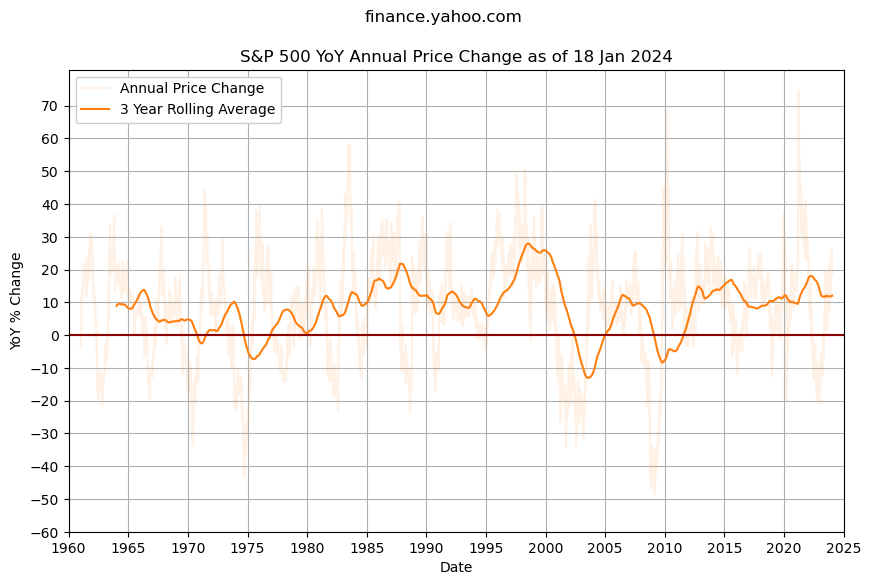 finance.yahoo.com
S&P 500 YoY Annual Price Change as of 18 Jan 2024
Annual Price Change
3 Year Rolling Average
YoY % Change
70
60
50
40
30
20
10
0
−10
−20
−30
−40
−50
−60
1960 1965 1970 1975 1980 1985 1990 1995 2000 2005 2010 2015 2020 2025
Date